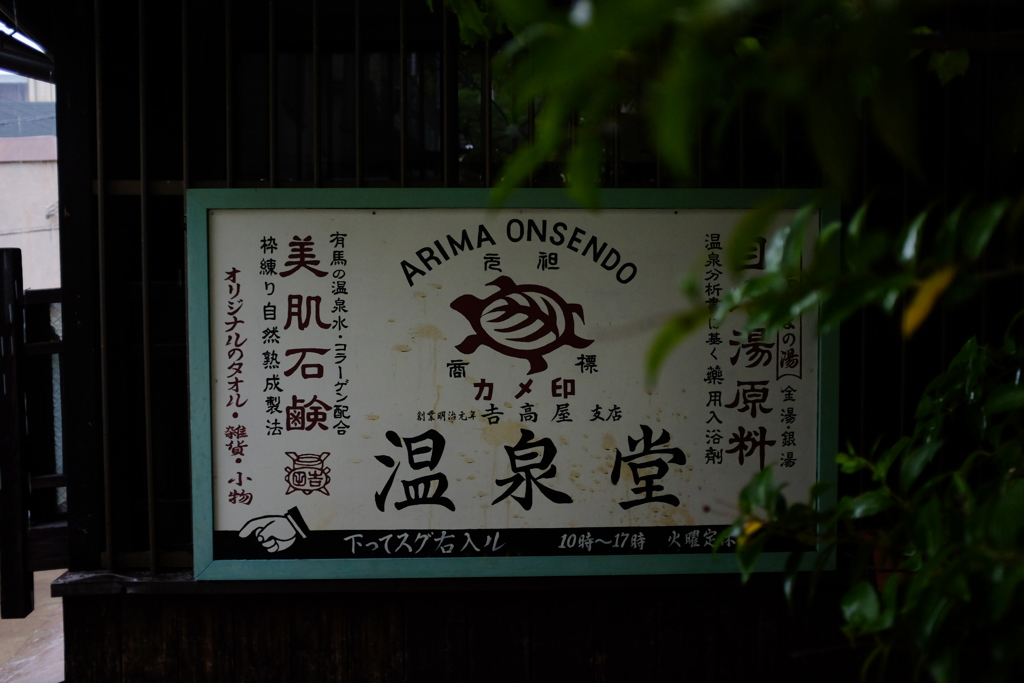 ARIMA ONSENDO
元祖
商標
カメ印
創業明治元年 吉高屋 支店
温泉堂
の湯
金湯・銀湯
湯原料
温泉分析書に基く薬用入浴剤
有馬の温泉水・コラーゲン配合
美肌石鹸
枠練り自然熟成製法
オリジナルのタオル・雑貨・小物
下ってスグ右入ル
10時～17時 火曜定